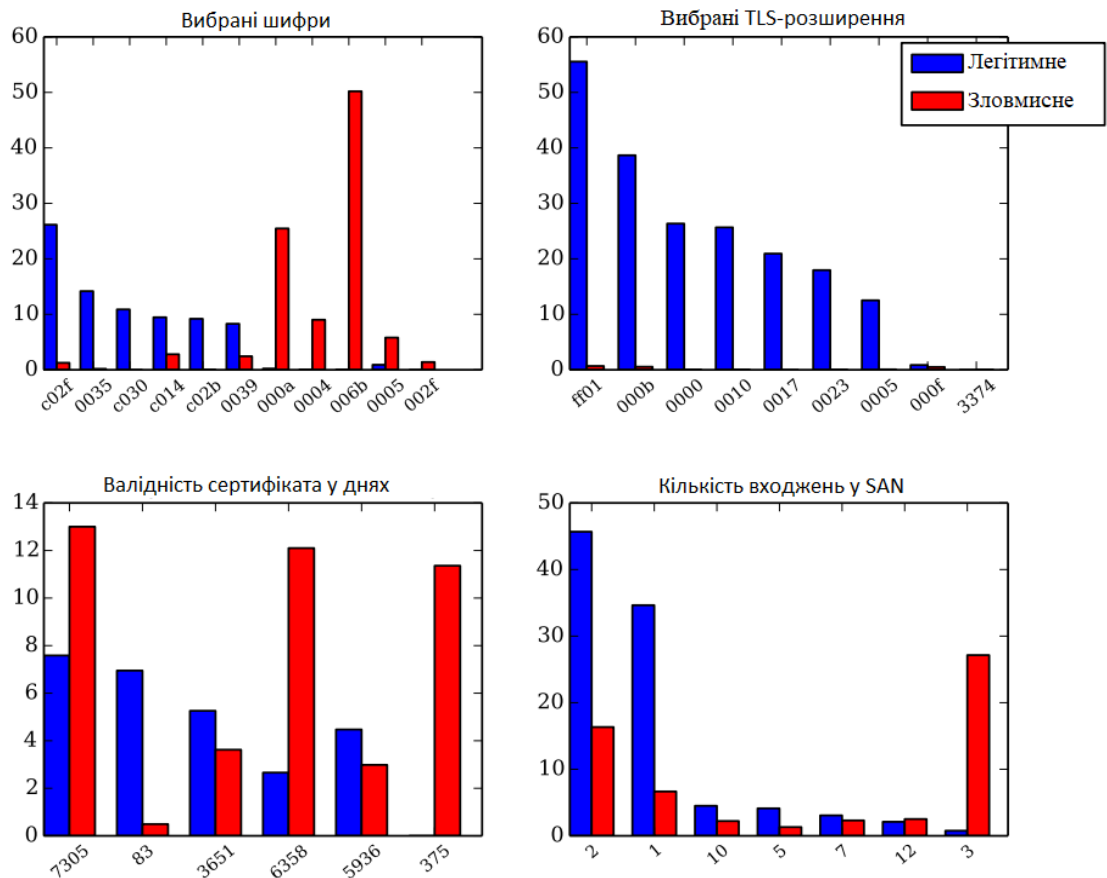 Вибрані шифри
60
50
40
30
20
10
0
c02f 0035 c030 c014 c02b 0039 000a 0004 006b 0005 002f
Вибрані TLS-розширення
60
50
40
30
20
10
0
ff01 000b 0000 0010 0017 0023 0005 000f 3374
Легітимне
Зловмисне
Валідність сертифіката у днях
14
12
10
8
6
4
2
0
7305 83 3651 6358 5936 375
Кількість входжень у SAN
50
40
30
20
10
0
2 1 10 5 7 12 3